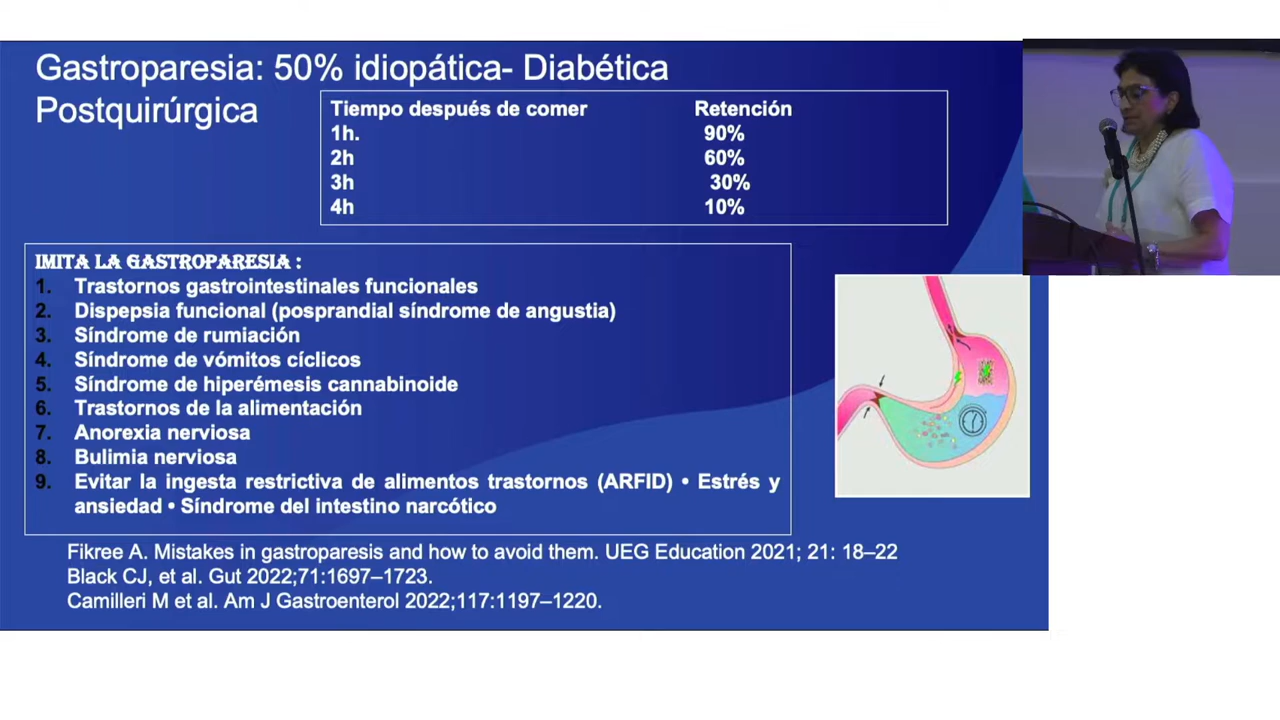 Gastroparesia: 50% idiopática- Diabética
Postquirúrgica
Tiempo después de comer Retención
1h. 90%
2h 60%
3h 30%
4h 10%
IMITA LA GASTROPARESIA :
1. Trastornos gastrointestinales funcionales
2. Dispepsia funcional (posprandial síndrome de angustia)
3. Síndrome de rumiación
4. Síndrome de vómitos cíclicos
5. Síndrome de hiperémesis cannabinoide
6. Trastornos de la alimentación
7. Anorexia nerviosa
8. Bulimia nerviosa
9. Evitar la ingesta restrictiva de alimentos trastornos (ARFID) • Estrés y
ansiedad • Síndrome del intestino narcótico
Fikree A. Mistakes in gastroparesis and how to avoid them. UEG Education 2021; 21: 18–22
Black CJ, et al. Gut 2022;71:1697–1723.
Camilleri M et al. Am J Gastroenterol 2022;117:1197–1220.